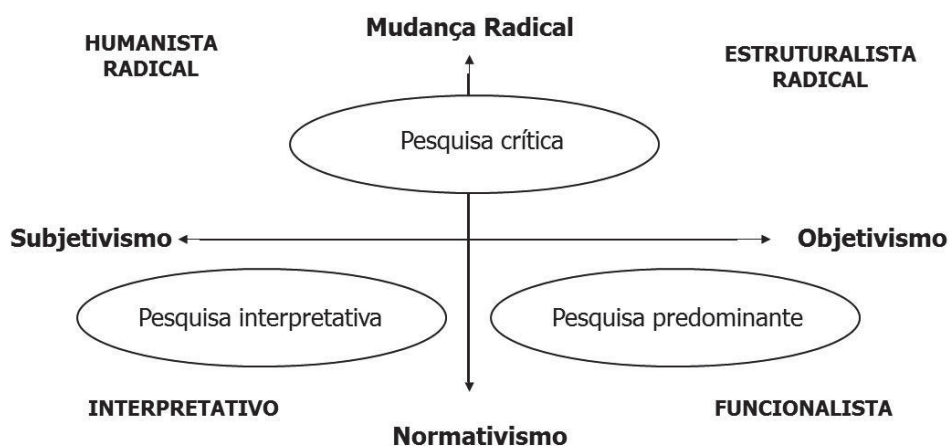 Mudança Radical
HUMANISTA
RADICAL
ESTRUTURALISTA
RADICAL
Pesquisa crítica
Subjetivismo
Objetivismo
Pesquisa interpretativa
Pesquisa predominante
INTERPRETATIVO
FUNCIONALISTA
Normativismo